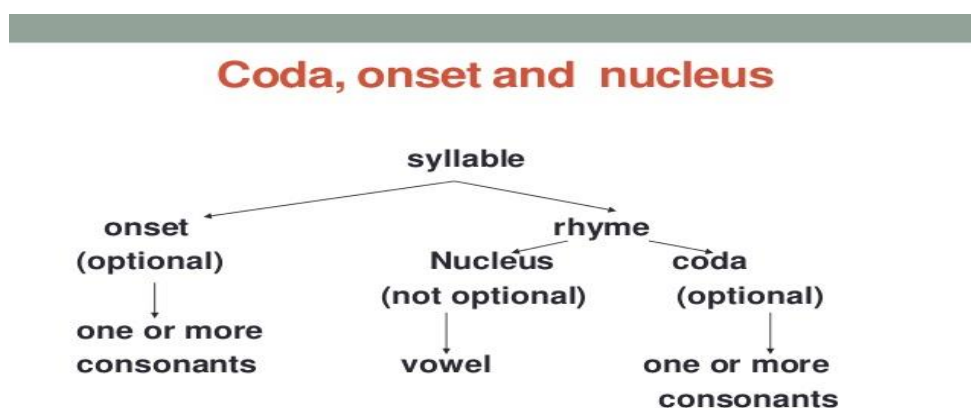 Coda, onset and nucleus
syllable
onset rhyme
(optional) Nucleus coda
(not optional) (optional)
one or more
consonants vowel one or more
consonants